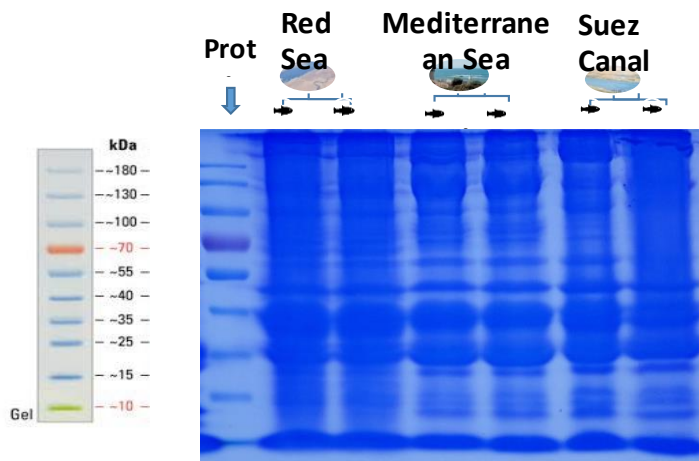 Prot
Red
Sea
Mediterrane
an Sea
Suez
Canal
kDa
~180
~130
~100
~70
~55
~40
~35
~25
~15
~10
Gel